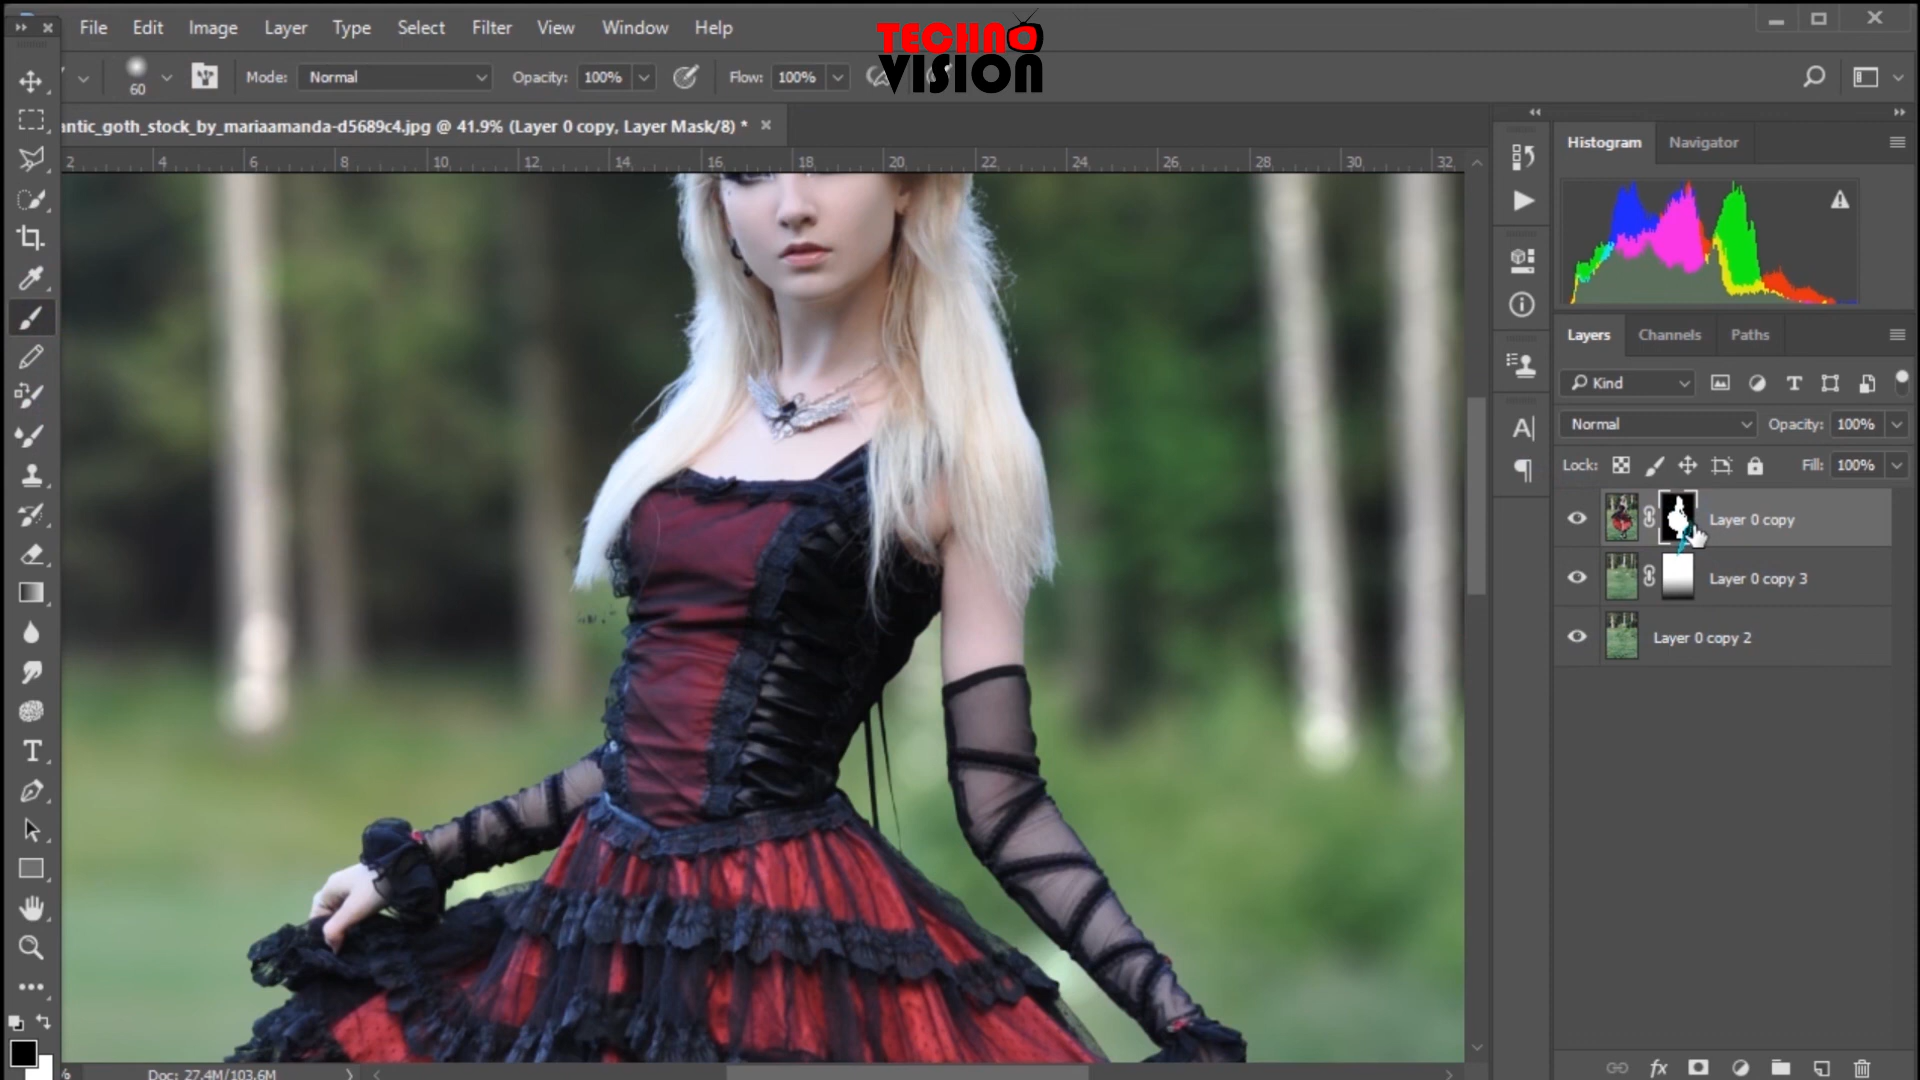 File Edit Image Layer Type Select Filter View Window Help
TECHNO
VISION
60 Mode: Normal Opacity: 100% Flow: 100%
antic_goth_stock_by_mariaamanda-d5689c4.jpg @ 41.9% (Layer 0 copy, Layer Mask/8) *
2 4 6 8 10 12 14 16 18 20 22 24 26 28 30 32
Histogram Navigator
Layers Channels Paths
Kind
Normal Opacity: 100%
Lock: Fill: 100%
Layer 0 copy
Layer 0 copy 3
Layer 0 copy 2
fx
% Doc: 27.4M/103.6M